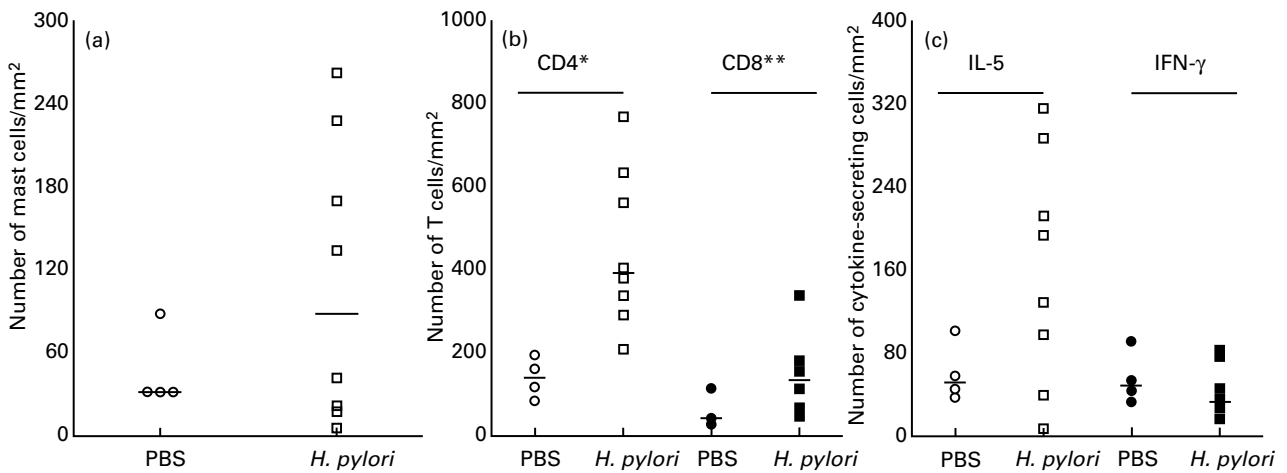 (a)
Number of mast cells/mm²
300
240
180
120
60
0
PBS
H. pylori
(b)
Number of T cells/mm²
1000
800
600
400
200
0
CD4*
CD8**
PBS
H. pylori
PBS
H. pylori
(c)
Number of cytokine-secreting cells/mm²
400
320
240
160
80
0
IL-5
IFN-γ
PBS
H. pylori
PBS
H. pylori